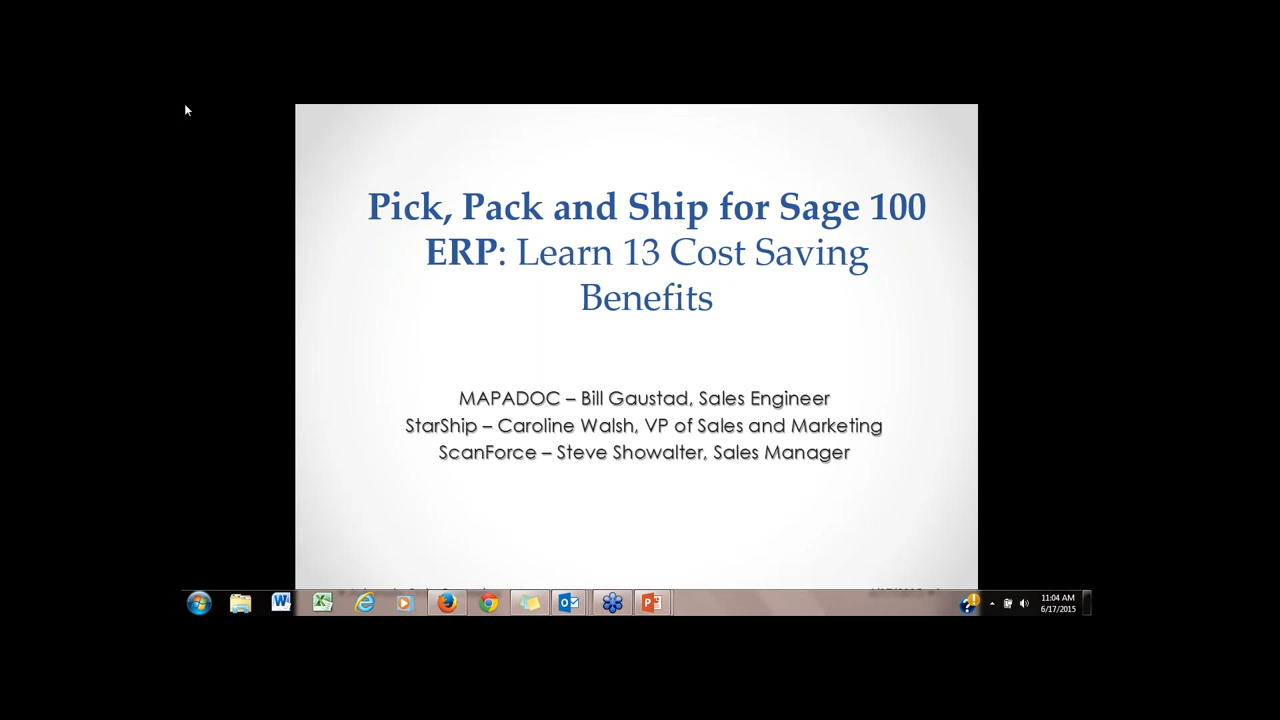 Pick, Pack and Ship for Sage 100
ERP: Learn 13 Cost Saving
Benefits
MAPADOC – Bill Gaustad, Sales Engineer
StarShip – Caroline Walsh, VP of Sales and Marketing
ScanForce – Steve Showalter, Sales Manager
11:04 AM
6/17/2015